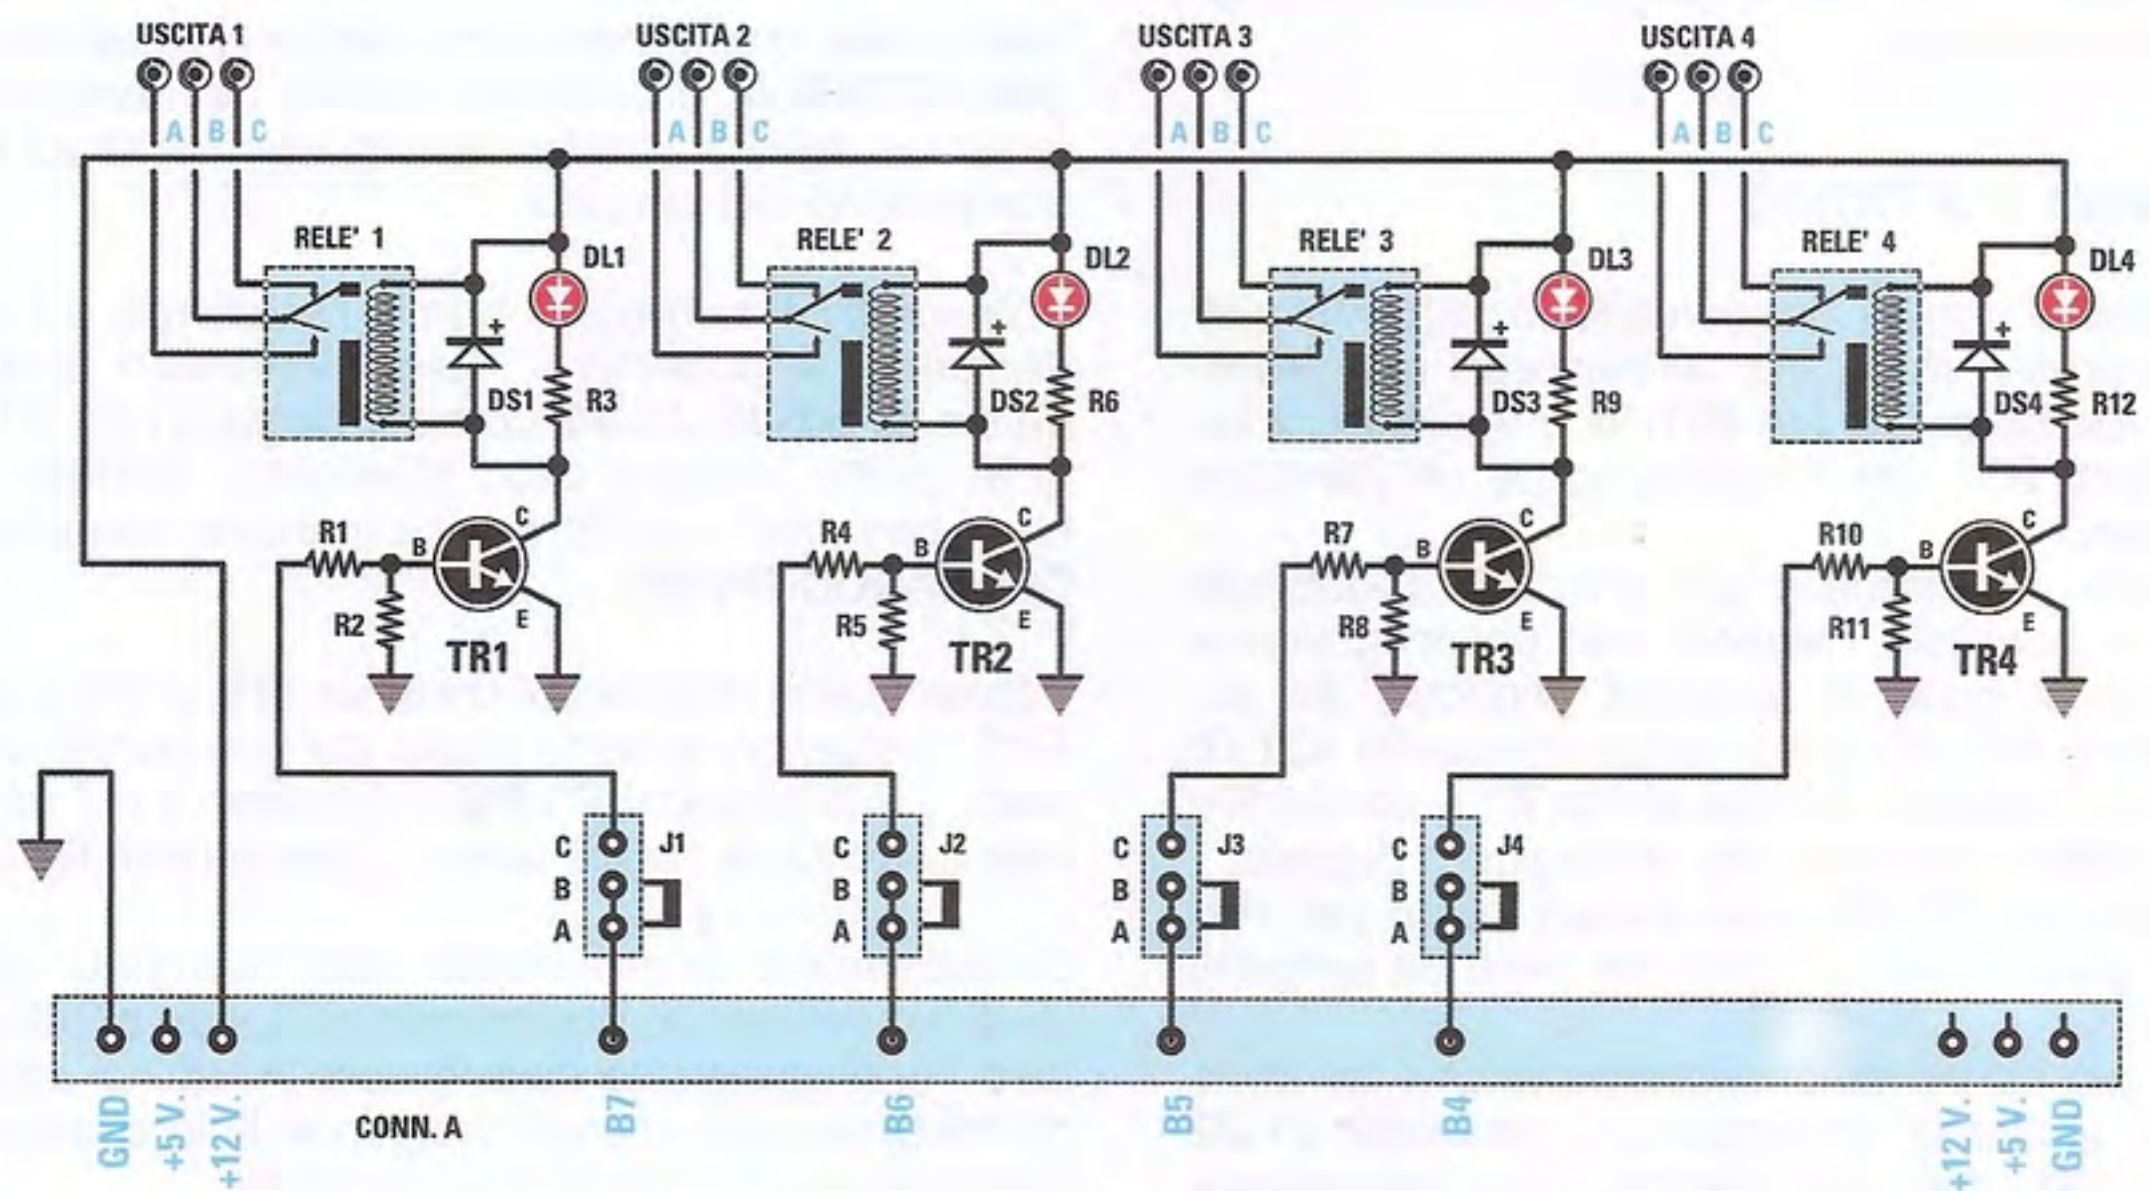 USCITA 1 USCITA 2 USCITA 3 USCITA 4
A B C A B C A B C A B C
RELE' 1 RELE' 2 RELE' 3 RELE' 4
DL1 DL2 DL3 DL4
+ + + +
DS1 R3 DS2 R6 DS3 R9 DS4 R12
R1 B C R4 B C R7 B C R10 B C
R2 E R5 E R8 E R11 E
TR1 TR2 TR3 TR4
C J1 C J2 C J3 C J4
B B B B
A A A A
GND +5 V. +12 V. CONN. A B7 B6 B5 B4 +12 V. +5 V. GND